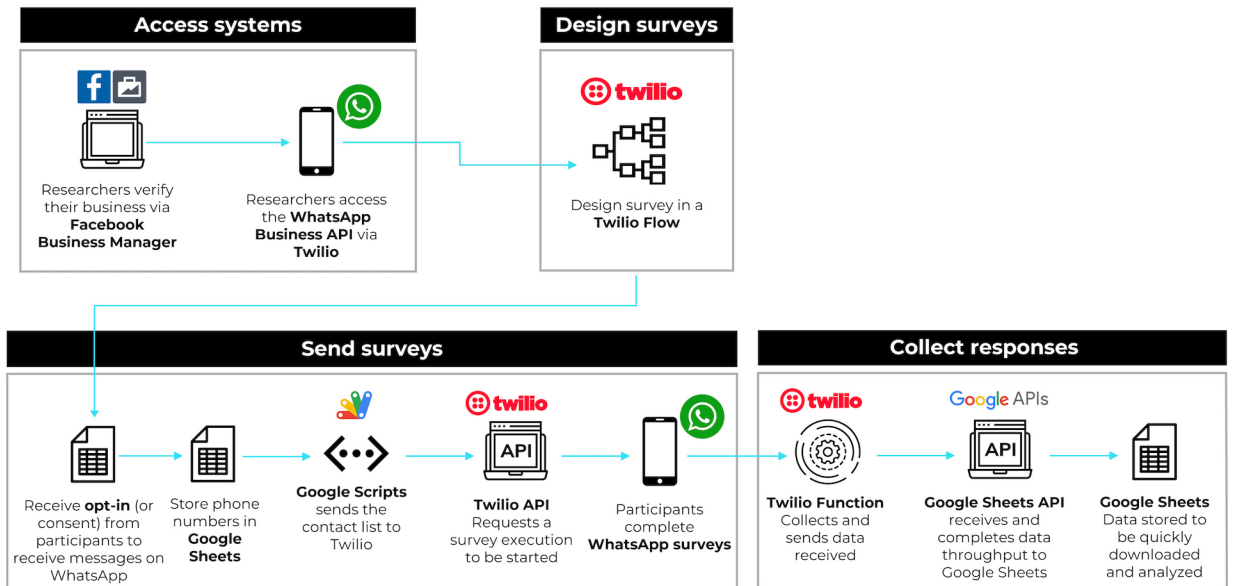 Access systems
Design surveys
f
twilio
Researchers verify
their business via
Facebook
Business Manager
Researchers access
the WhatsApp
Business API via
Twilio
Design survey in a
Twilio Flow
Send surveys
Collect responses
twilio
twilio
Google APIs
API
API
Receive opt-in (or
consent) from
participants to
receive messages on
WhatsApp
Store phone
numbers in
Google
Sheets
Google Scripts
sends the
contact list to
Twilio
Twilio API
Requests a
survey execution
to be started
Participants
complete
WhatsApp surveys
Twilio Function
Collects and
sends data
received
Google Sheets API
receives and
completes data
throughput to
Google Sheets
Google Sheets
Data stored to
be quickly
downloaded
and analyzed